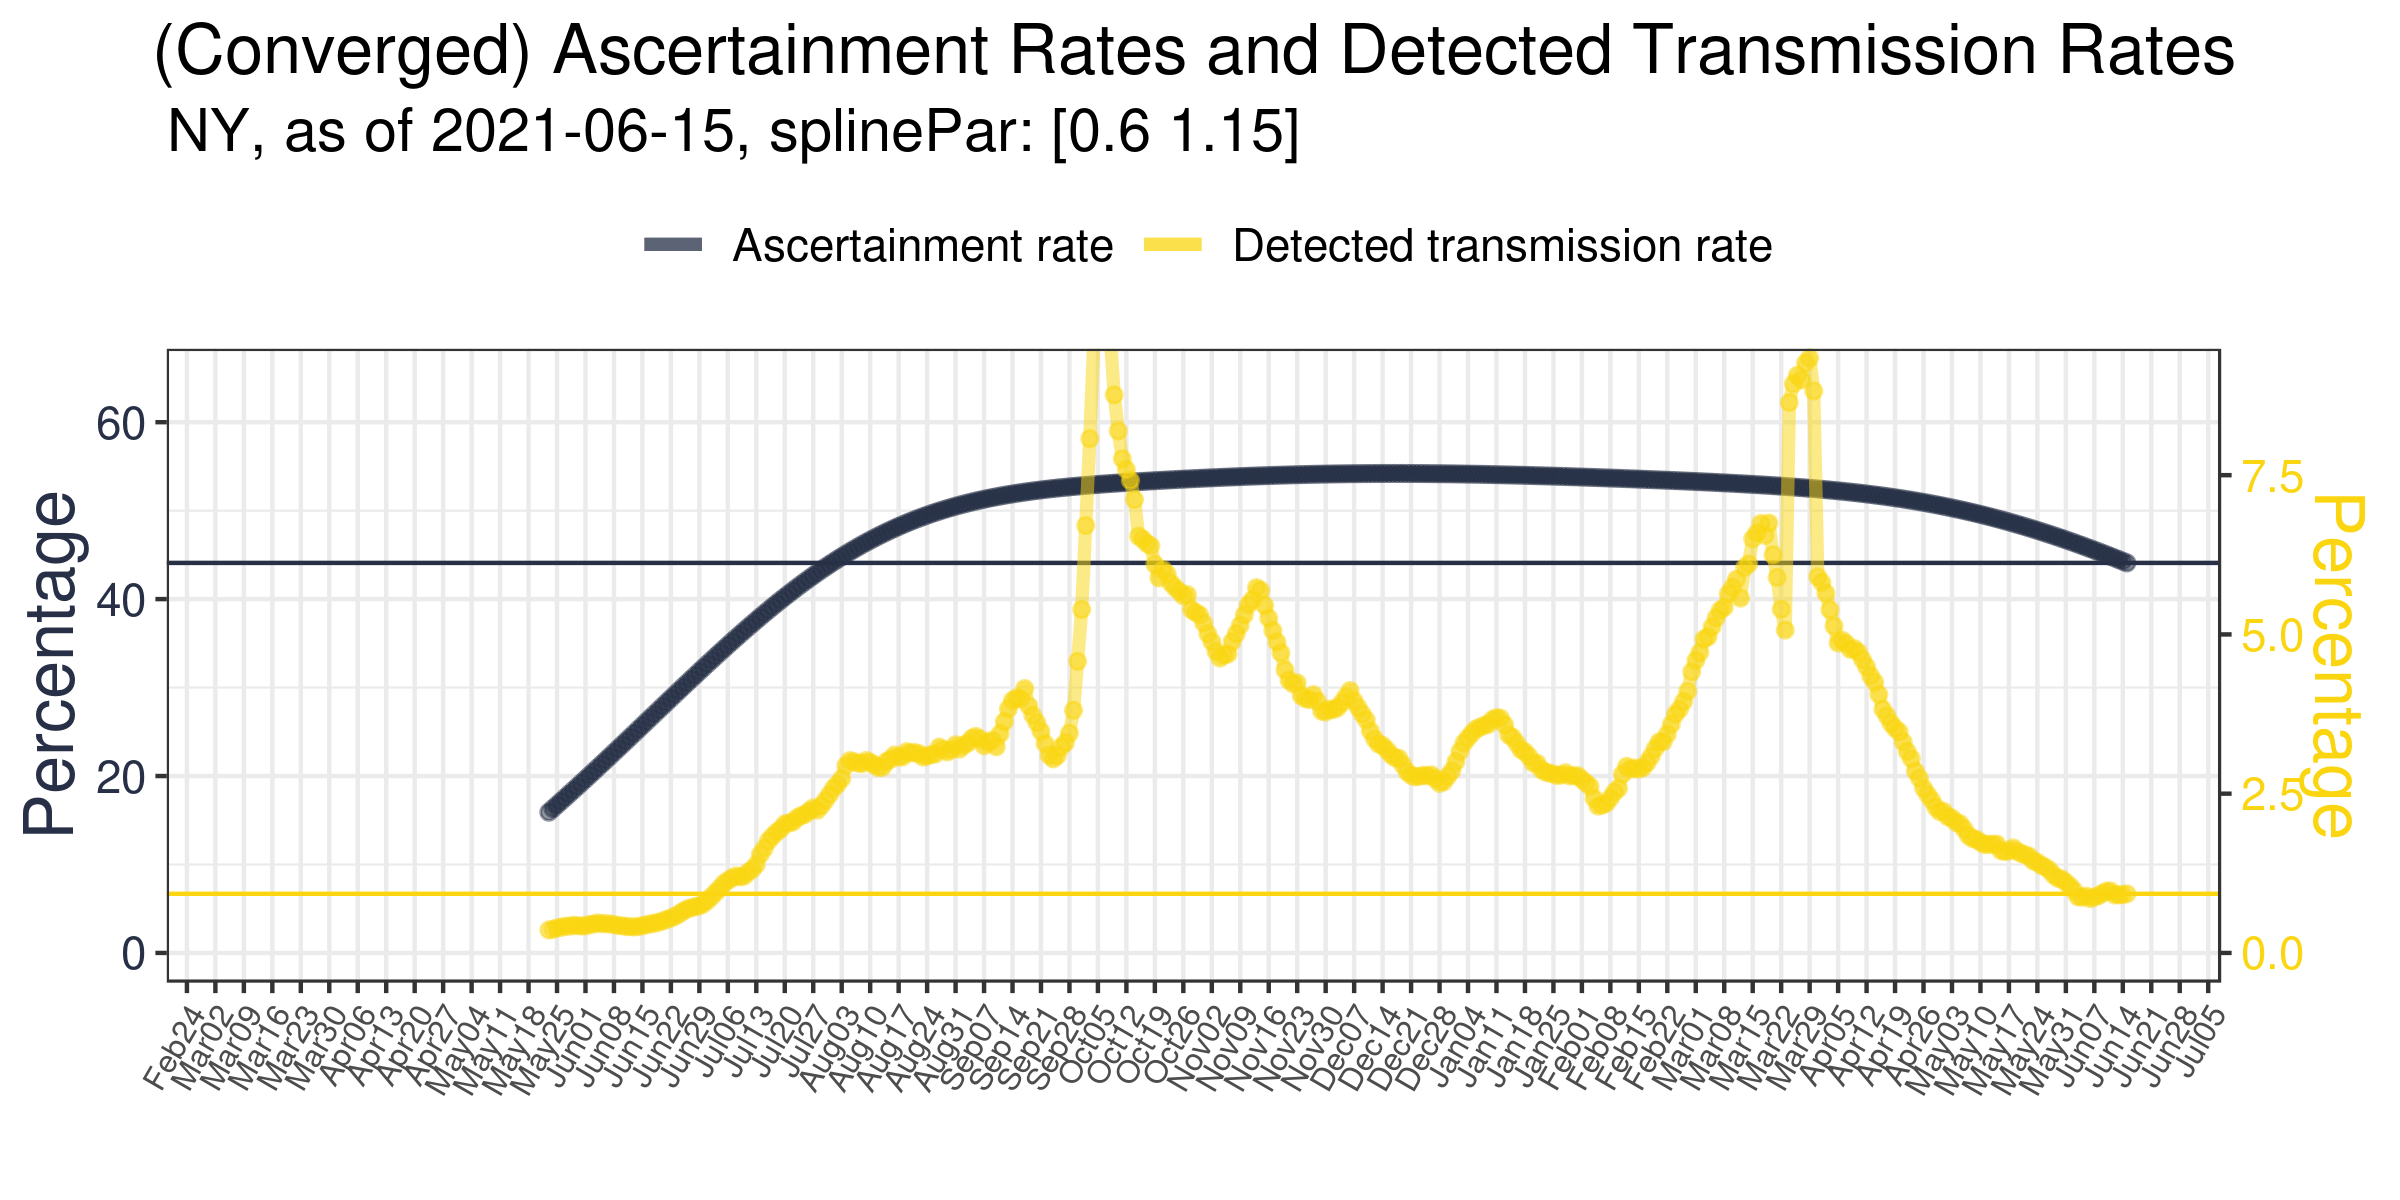 (Converged) Ascertainment Rates and Detected Transmission Rates
NY, as of 2021-06-15, splinePar: [0.6 1.15]
Ascertainment rate
Detected transmission rate
Percentage
60
40
20
0
7.5
5.0
2.5
0.0
Percentage
Feb24
Mar02
Mar09
Mar16
Mar23
Mar30
Apr06
Apr13
Apr20
Apr27
May04
May11
May18
May25
Jun01
Jun08
Jun15
Jun22
Jun29
Jul06
Jul13
Jul20
Jul27
Aug03
Aug10
Aug17
Aug24
Aug31
Sep07
Sep14
Sep21
Sep28
Oct05
Oct12
Oct19
Oct26
Nov02
Nov09
Nov16
Nov23
Nov30
Dec07
Dec14
Dec21
Dec28
Jan04
Jan11
Jan18
Jan25
Feb01
Feb08
Feb15
Feb22
Mar01
Mar08
Mar15
Mar22
Mar29
Apr05
Apr12
Apr19
Apr26
May03
May10
May17
May24
May31
Jun07
Jun14
Jun21
Jun28
Jul05